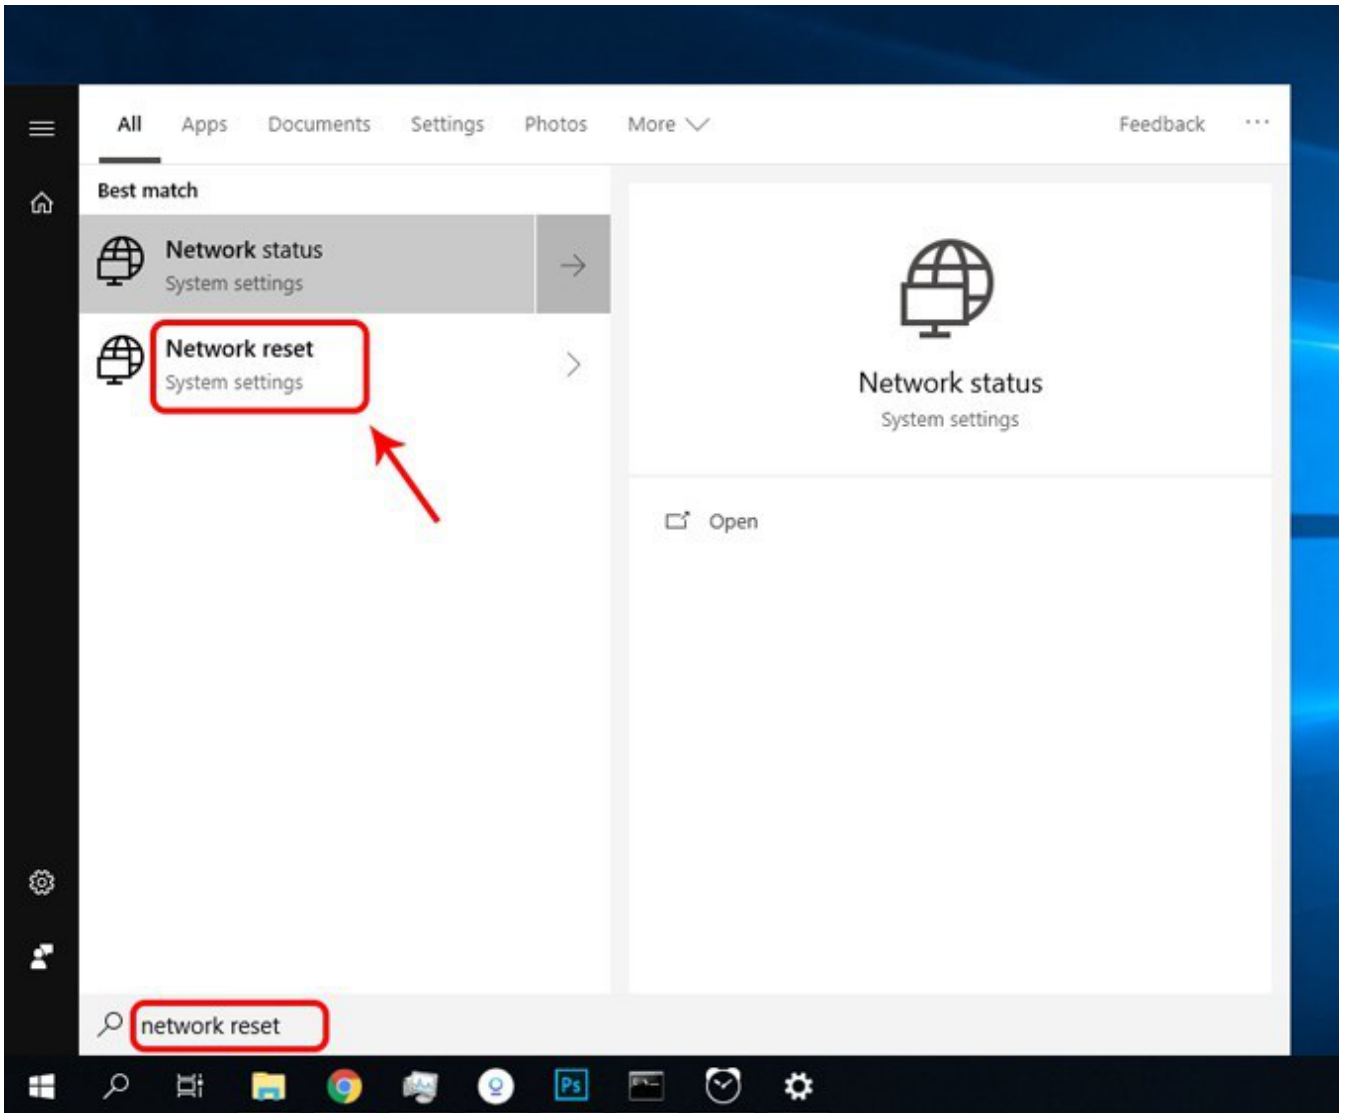 All Apps Documents Settings Photos More Feedback ...
Best match
Network status
System settings
Network reset
System settings
Network status
System settings
Open
network reset
Ps